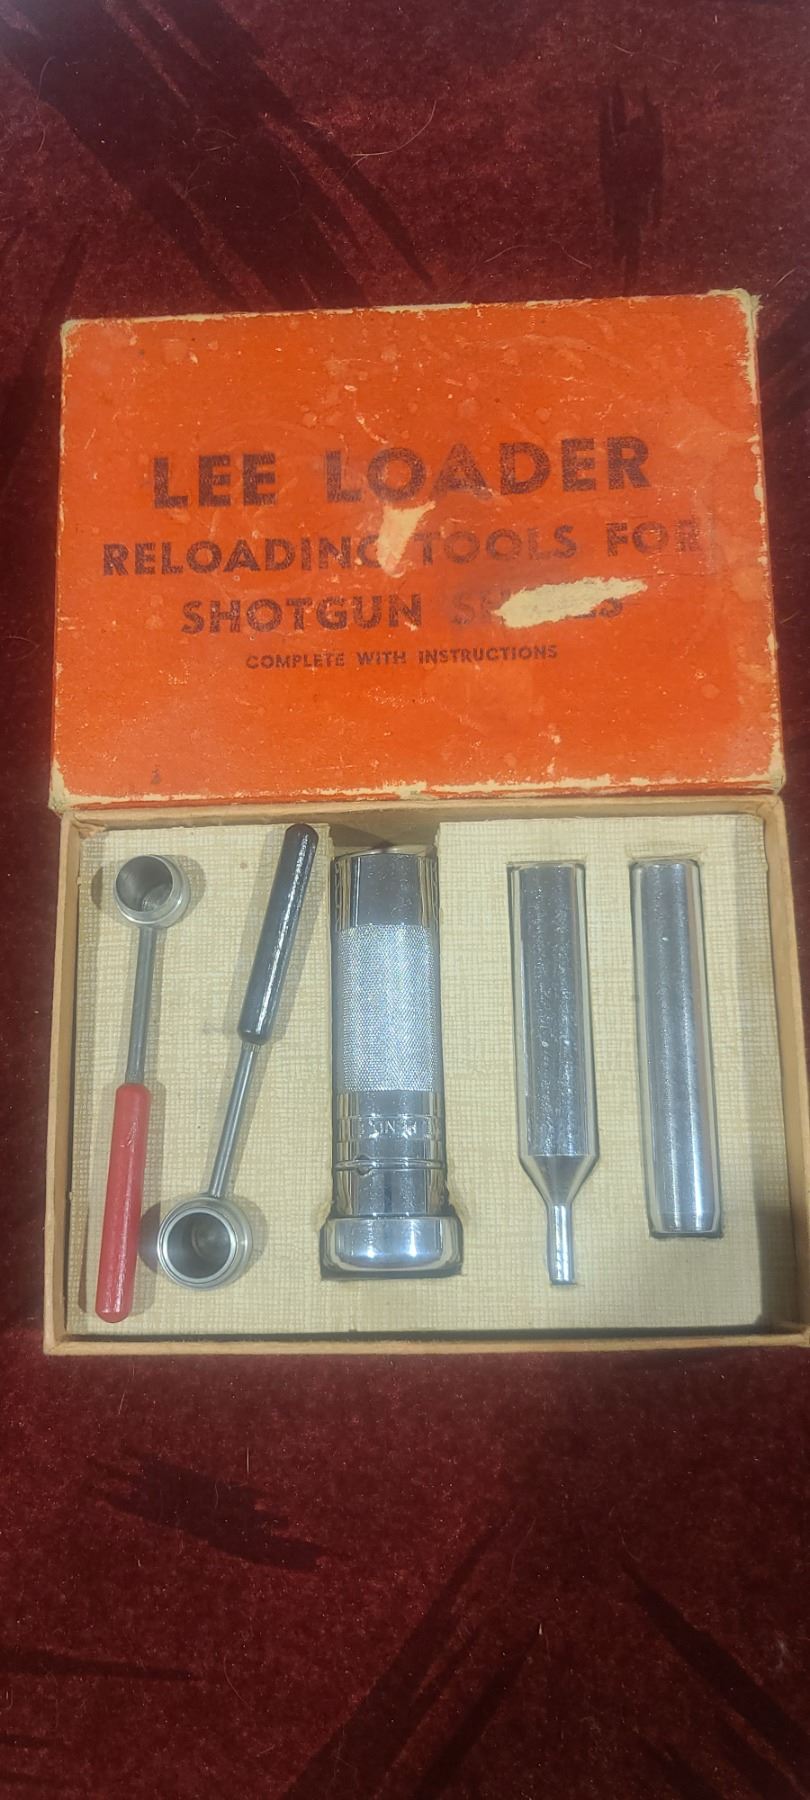 LEE LOADER
RELOADING TOOLS FOR
SHOTGUN
COMPLETE WITH INSTRUCTIONS